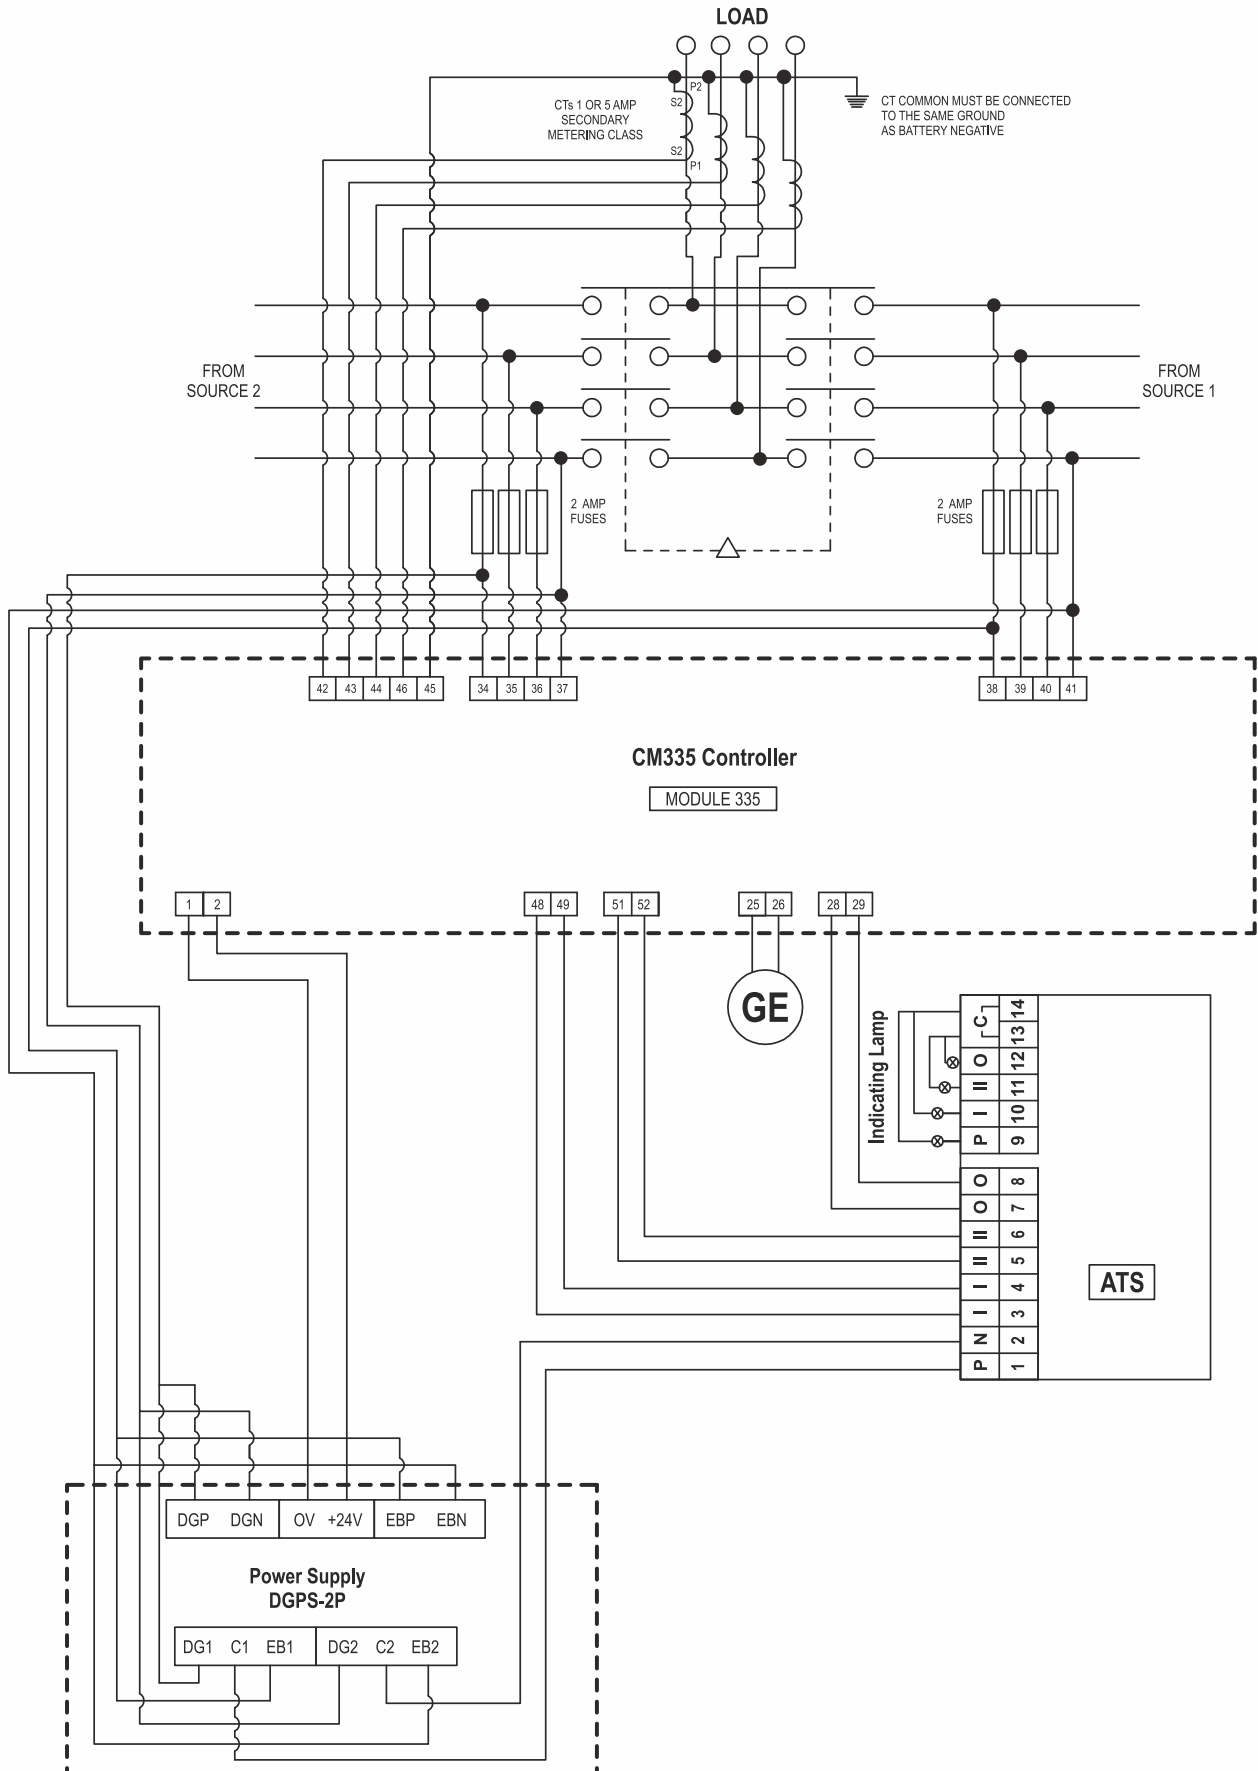 LOAD
P2
CTs 1 OR 5 AMP
SECONDARY
METERING CLASS
S2
S2
P1
CT COMMON MUST BE CONNECTED
TO THE SAME GROUND
AS BATTERY NEGATIVE
FROM
SOURCE 2
FROM
SOURCE 1
2 AMP
FUSES
2 AMP
FUSES
42 43 44 46 45
34 35 36 37
38 39 40 41
CM335 Controller
MODULE 335
1 2
48 49
51 52
25 26
28 29
GE
Indicating Lamp
C 14
13
O 12
II 11
I 10
P 9
O 8
O 7
II 6
II 5
I 4
I 3
N 2
P 1
ATS
DGP DGN OV +24V EBP EBN
Power Supply
DGPS-2P
DG1 C1 EB1 DG2 C2 EB2